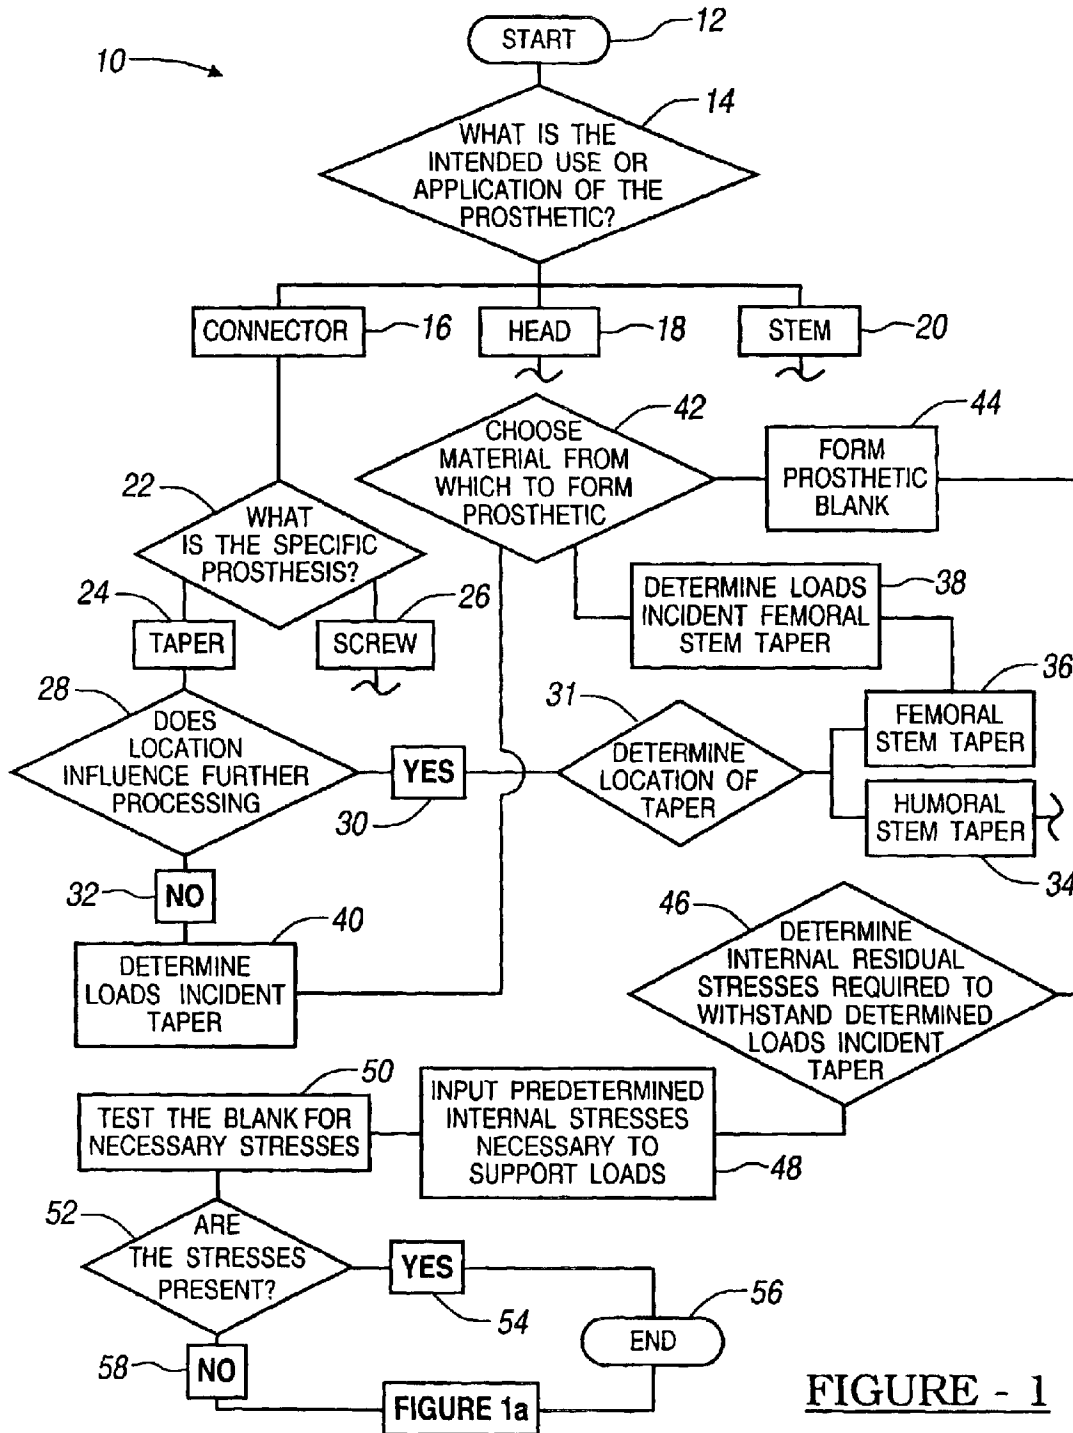 START
12
10
14
WHAT IS THE
INTENDED USE OR
APPLICATION OF THE
PROSTHETIC?
CONNECTOR
16
HEAD
18
STEM
20
42
44
CHOOSE
MATERIAL FROM
WHICH TO FORM
PROSTHETIC
FORM
PROSTHETIC
BLANK
22
WHAT
IS THE SPECIFIC
PROSTHESIS?
24
TAPER
26
SCREW
DETERMINE LOADS
INCIDENT FEMORAL
STEM TAPER
38
28
DOES
LOCATION
INFLUENCE FURTHER
PROCESSING
YES
30
31
DETERMINE
LOCATION OF
TAPER
36
FEMORAL
STEM TAPER
HUMORAL
STEM TAPER
34
32
NO
40
DETERMINE
LOADS INCIDENT
TAPER
46
DETERMINE
INTERNAL RESIDUAL
STRESSES REQUIRED TO
WITHSTAND DETERMINED
LOADS INCIDENT
TAPER
50
TEST THE BLANK FOR
NECESSARY STRESSES
INPUT PREDETERMINED
INTERNAL STRESSES
NECESSARY TO
SUPPORT LOADS
48
52
ARE
THE STRESSES
PRESENT?
YES
54
56
END
58
NO
FIGURE 1a
FIGURE - 1